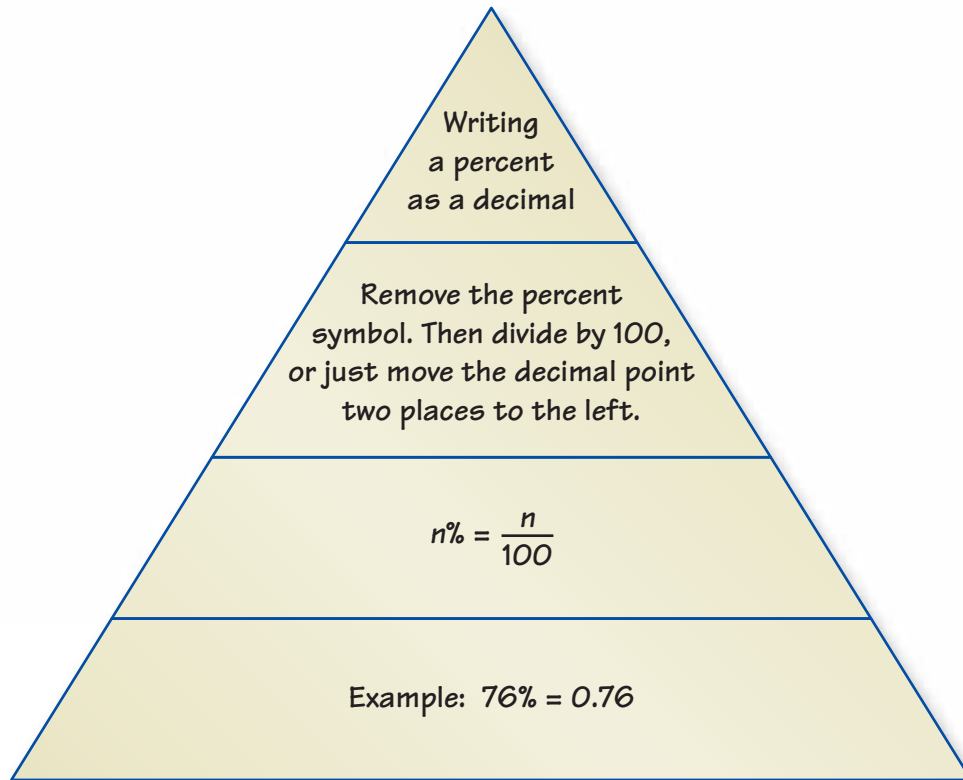 Writing
a percent
as a decimal
Remove the percent
symbol. Then divide by 100,
or just move the decimal point
two places to the left.
n% = n/100
Example: 76% = 0.76